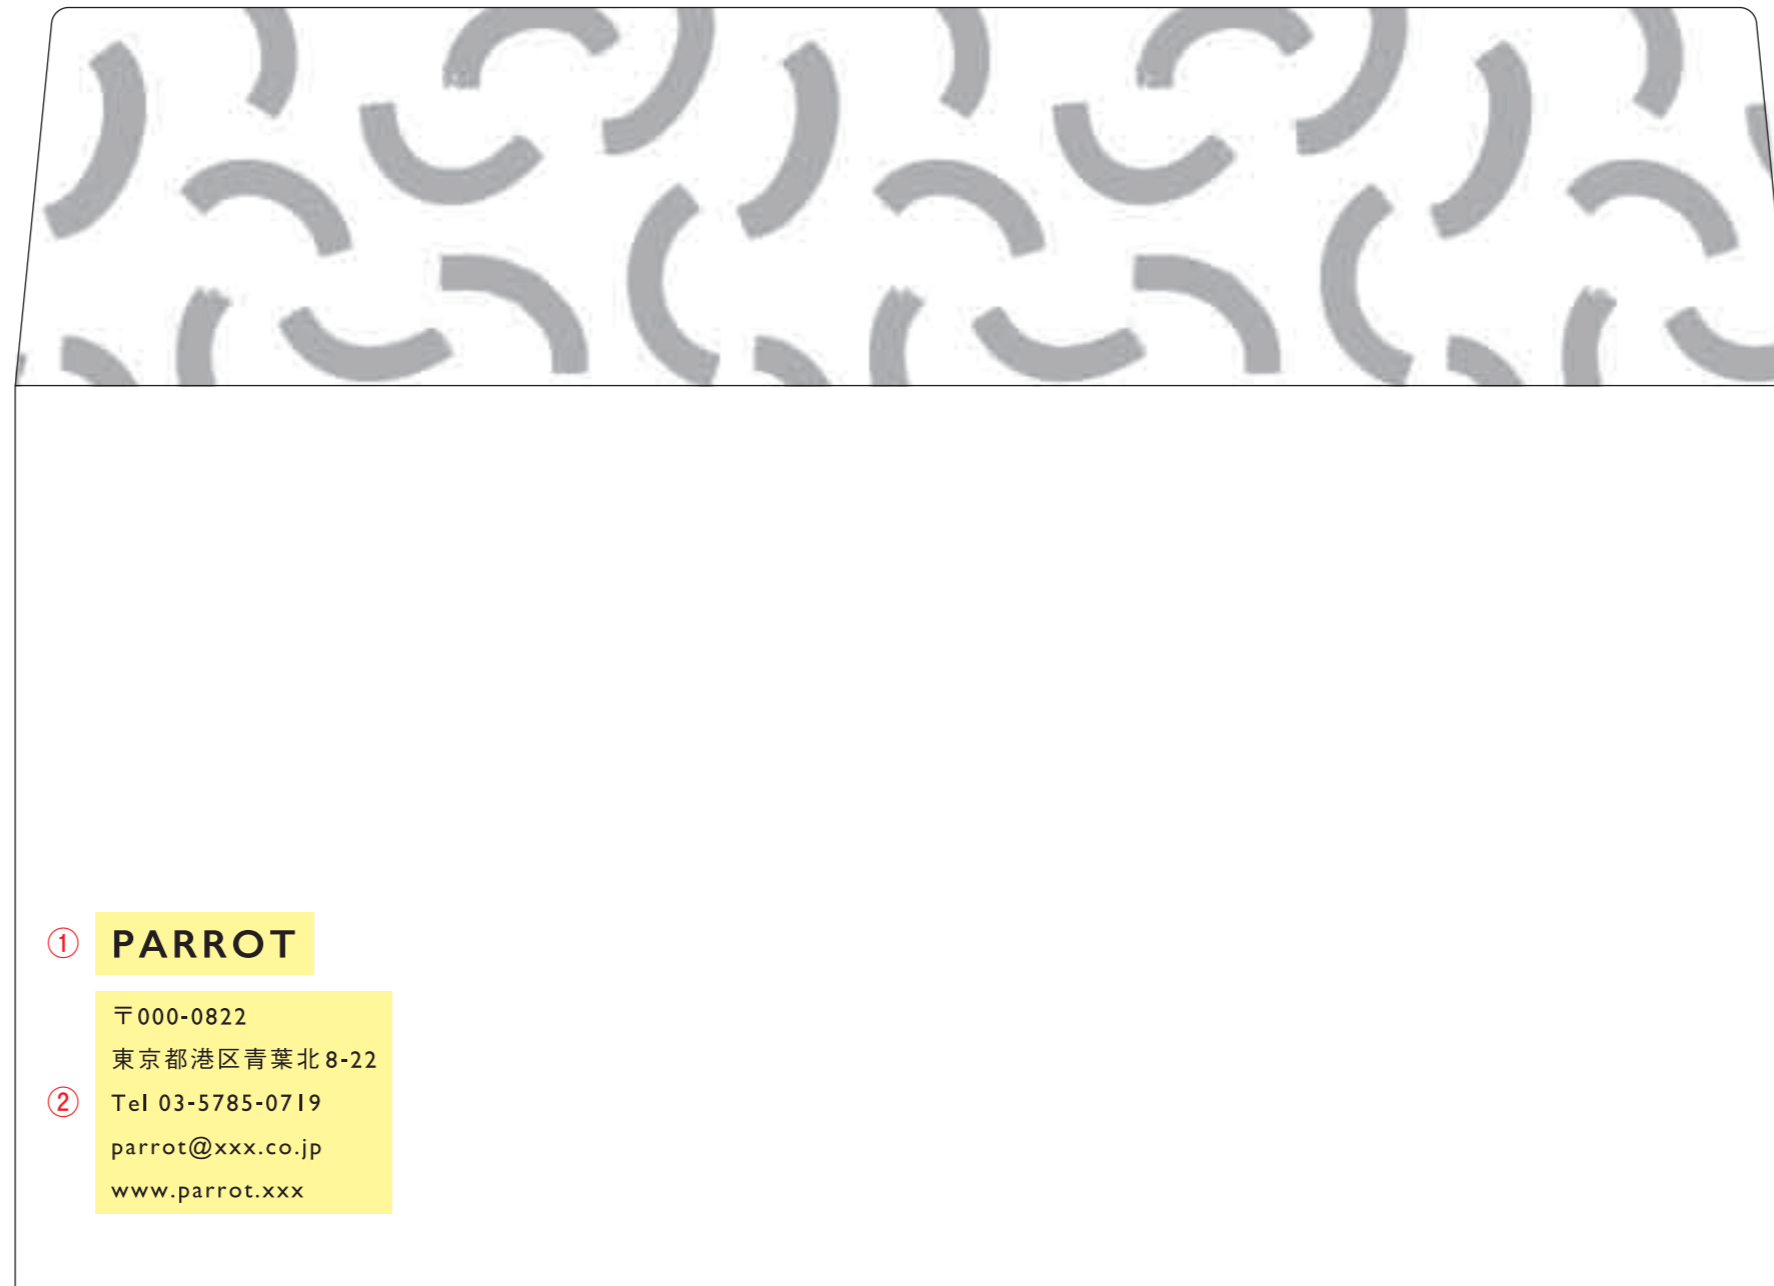 ① PARROT
〒000-0822
東京都港区青葉北8-22
② Tel 03-5785-0719
parrot@xxx.co.jp
www.parrot.xxx